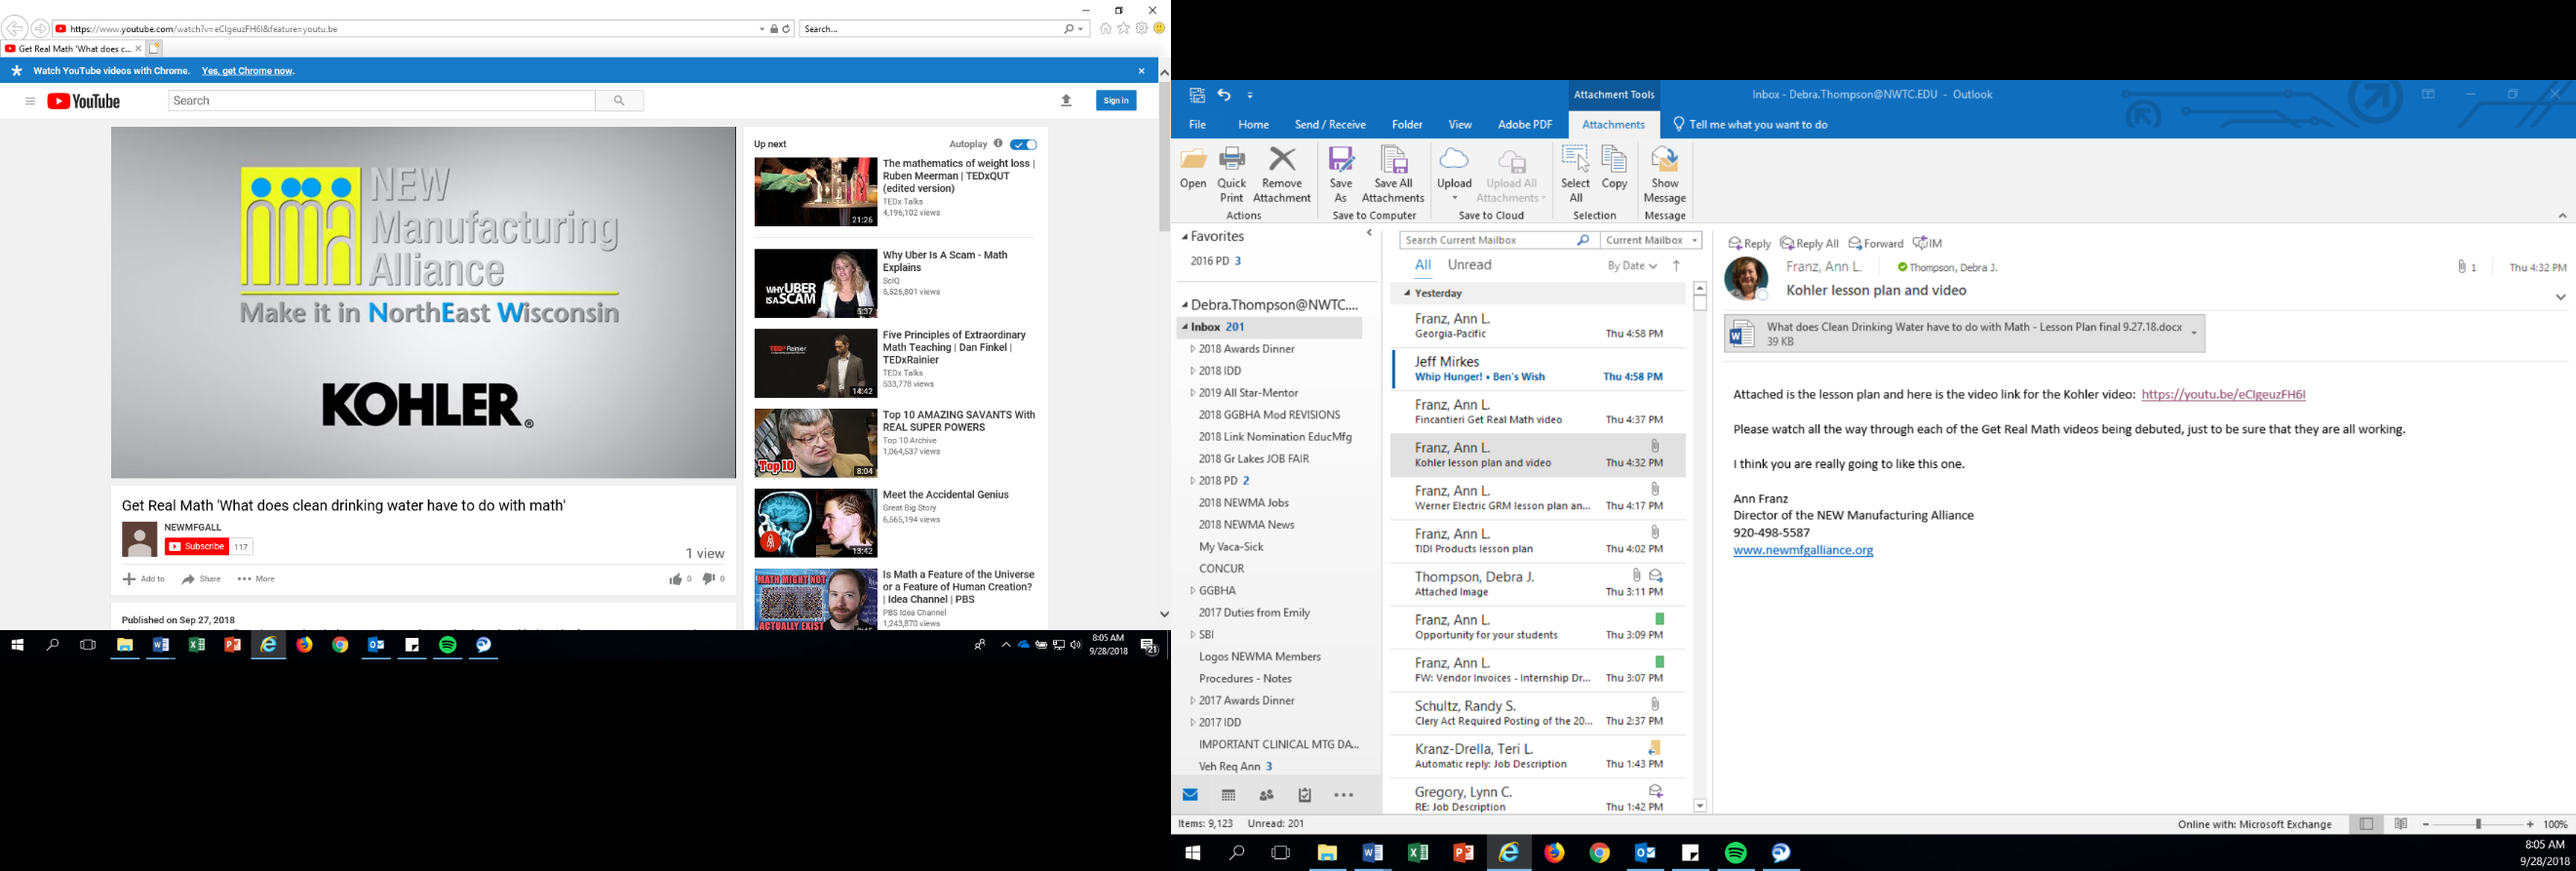 https://www.youtube.com/watch?v=eCIgeuzFH6I&feature=youtu.be
Search...
Get Real Math 'What does c...
Watch YouTube videos with Chrome. Yes, get Chrome now.
YouTube
Search
Sign in
NEW
Manufacturing
Alliance
Make it in NorthEast Wisconsin
KOHLER®
Get Real Math 'What does clean drinking water have to do with math'
NEWMFGALL
Subscribe 117
1 view
Add to Share More
0 0
Published on Sep 27, 2018
Up next Autoplay
The mathematics of weight loss |
Ruben Meerman | TEDxQUT
(edited version)
TEDx Talks
4,196,102 views
21:26
WHY UBER
IS A SCAM
5:37
Why Uber Is A Scam - Math
Explains
SciQ
5,526,801 views
14:42
Five Principles of Extraordinary
Math Teaching | Dan Finkel |
TEDxRainier
TEDx Talks
533,778 views
Top 10
8:04
Top 10 AMAZING SAVANTS With
REAL SUPER POWERS
Top 10 Archive
1,064,537 views
13:42
Meet the Accidental Genius
Great Big Story
6,565,194 views
MATH MIGHT NOT
ACTUALLY EXIST
Is Math a Feature of the Universe
or a Feature of Human Creation?
| Idea Channel | PBS
PBS Idea Channel
1,243,870 views
8:05 AM
9/28/2018
21
Attachment Tools
Inbox - Debra.Thompson@NWTC.EDU - Outlook
File Home Send / Receive Folder View Adobe PDF Attachments Tell me what you want to do
Open
Quick
Print
Remove
Attachment
Save
As
Save All
Attachments
Upload
Upload All
Attachments
Select
All
Copy
Show
Message
Actions Save to Computer Save to Cloud Selection Message
Favorites
2016 PD 3
Debra.Thompson@NWTC....
Inbox 201
2018 Awards Dinner
2018 IDD
2019 All Star-Mentor
2018 GGBHA Mod REVISIONS
2018 Link Nomination EducMfg
2018 Gr Lakes JOB FAIR
2018 PD 2
2018 NEWMA Jobs
2018 NEWMA News
My Vaca-Sick
CONCUR
GGBHA
2017 Duties from Emily
SBI
Logos NEWMA Members
Procedures - Notes
2017 Awards Dinner
2017 IDD
IMPORTANT CLINICAL MTG DA...
Veh Req Ann 3
Search Current Mailbox Current Mailbox
All Unread By Date
Yesterday
Franz, Ann L.
Georgia-Pacific Thu 4:58 PM
Jeff Mirkes
Whip Hunger! • Ben's Wish Thu 4:58 PM
Franz, Ann L.
Fincantieri Get Real Math video Thu 4:37 PM
Franz, Ann L.
Kohler lesson plan and video Thu 4:32 PM
Franz, Ann L.
Werner Electric GRM lesson plan an... Thu 4:17 PM
Franz, Ann L.
TIDI Products lesson plan Thu 4:02 PM
Thompson, Debra J.
Attached Image Thu 3:11 PM
Franz, Ann L.
Opportunity for your students Thu 3:09 PM
Franz, Ann L.
FW: Vendor Invoices - Internship Dr... Thu 3:07 PM
Schultz, Randy S.
Clery Act Required Posting of the 20... Thu 2:37 PM
Kranz-Drella, Teri L.
Automatic reply: Job Description Thu 1:43 PM
Gregory, Lynn C.
RE: Job Description Thu 1:42 PM
Reply Reply All Forward IM
Franz, Ann L. Thompson, Debra J. 1 Thu 4:32 PM
Kohler lesson plan and video
What does Clean Drinking Water have to do with Math - Lesson Plan final 9.27.18.docx
39 KB
Attached is the lesson plan and here is the video link for the Kohler video: https://youtu.be/eCIgeuzFH6I
Please watch all the way through each of the Get Real Math videos being debuted, just to be sure that they are all working.
I think you are really going to like this one.
Ann Franz
Director of the NEW Manufacturing Alliance
920-498-5587
www.newmfgalliance.org
Items: 9,123 Unread: 201
Online with: Microsoft Exchange 100%
8:05 AM
9/28/2018